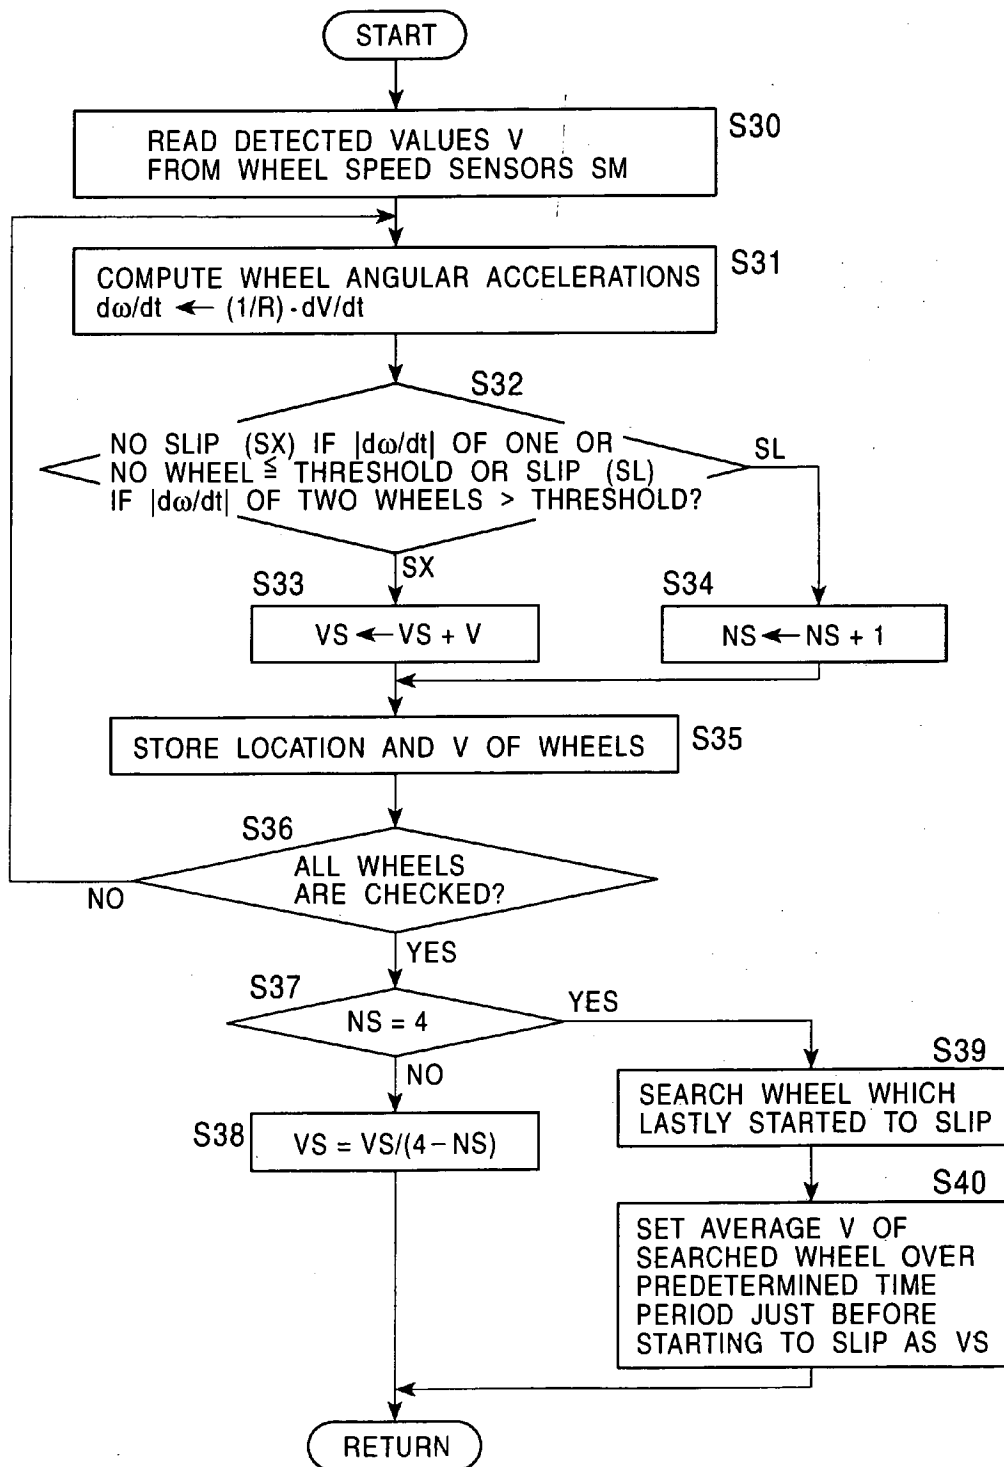 START
S30
READ DETECTED VALUES V
FROM WHEEL SPEED SENSORS SM
S31
COMPUTE WHEEL ANGULAR ACCELERATIONS
dω/dt ← (1/R)·dV/dt
S32
NO SLIP (SX) IF |dω/dt| OF ONE OR
NO WHEEL ≦ THRESHOLD OR SLIP (SL)
IF |dω/dt| OF TWO WHEELS > THRESHOLD?
SL
SX
S33
VS ← VS + V
S34
NS ← NS + 1
STORE LOCATION AND V OF WHEELS
S35
S36
ALL WHEELS
ARE CHECKED?
NO
YES
S37
NS = 4
YES
NO
S38
VS = VS/(4 − NS)
S39
SEARCH WHEEL WHICH
LASTLY STARTED TO SLIP
S40
SET AVERAGE V OF
SEARCHED WHEEL OVER
PREDETERMINED TIME
PERIOD JUST BEFORE
STARTING TO SLIP AS VS
RETURN